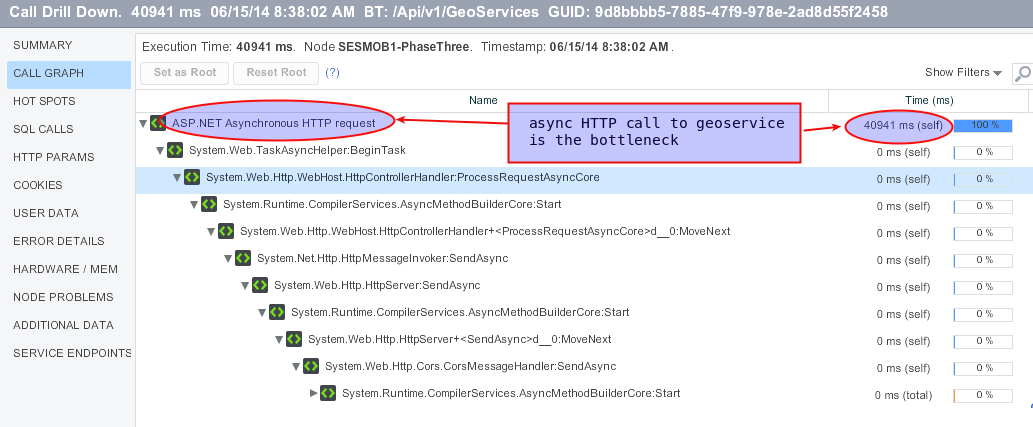 Call Drill Down. 40941 ms 06/15/14 8:38:02 AM BT: /Api/v1/GeoServices GUID: 9d8bbbb5-7885-47f9-978e-2ad8d55f2458
SUMMARY
CALL GRAPH
HOT SPOTS
SQL CALLS
HTTP PARAMS
COOKIES
USER DATA
ERROR DETAILS
HARDWARE / MEM
NODE PROBLEMS
ADDITIONAL DATA
SERVICE ENDPOINTS
Execution Time: 40941 ms. Node SESMOB1-PhaseThree. Timestamp: 06/15/14 8:38:02 AM .
Set as Root Reset Root (?) Show Filters
Name Time (ms)
async HTTP call to geoservice
is the bottleneck
ASP.NET Asynchronous HTTP request 40941 ms (self) 100 %
System.Web.TaskAsyncHelper:BeginTask 0 ms (self) 0 %
System.Web.Http.WebHost.HttpControllerHandler:ProcessRequestAsyncCore 0 ms (self) 0 %
System.Runtime.CompilerServices.AsyncMethodBuilderCore:Start 0 ms (self) 0 %
System.Web.Http.WebHost.HttpControllerHandler+<ProcessRequestAsyncCore>d__0:MoveNext 0 ms (self) 0 %
System.Net.Http.HttpMessageInvoker:SendAsync 0 ms (self) 0 %
System.Web.Http.HttpServer:SendAsync 0 ms (self) 0 %
System.Runtime.CompilerServices.AsyncMethodBuilderCore:Start 0 ms (self) 0 %
System.Web.Http.HttpServer+<SendAsync>d__0:MoveNext 0 ms (self) 0 %
System.Web.Http.Cors.CorsMessageHandler:SendAsync 0 ms (self) 0 %
System.Runtime.CompilerServices.AsyncMethodBuilderCore:Start 0 ms (total) 0 %